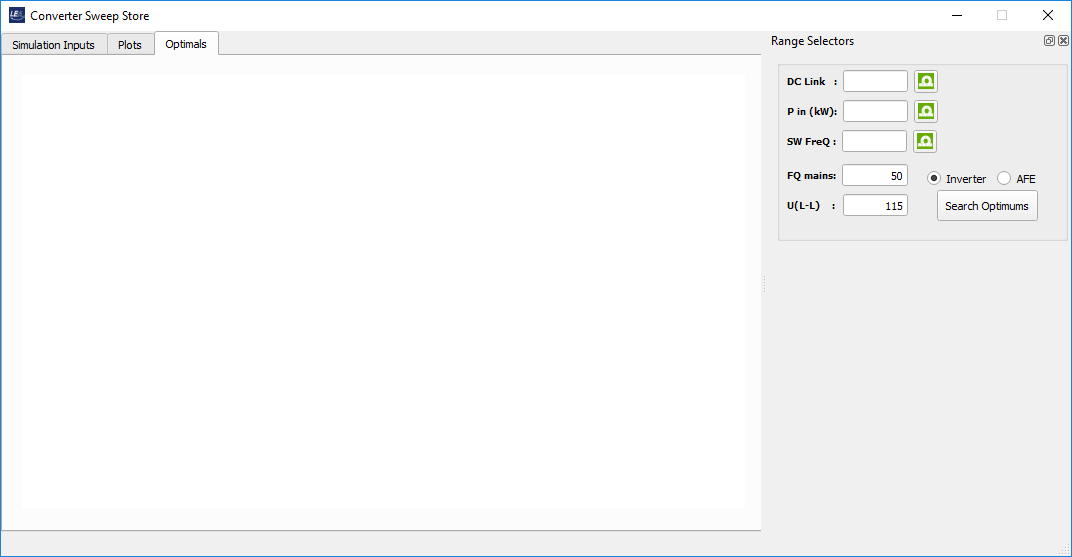 LEA Converter Sweep Store
Simulation Inputs Plots Optimals
Range Selectors
DC Link :
P in (kW):
SW FreQ :
FQ mains: 50 Inverter AFE
U(L-L) : 115 Search Optimums